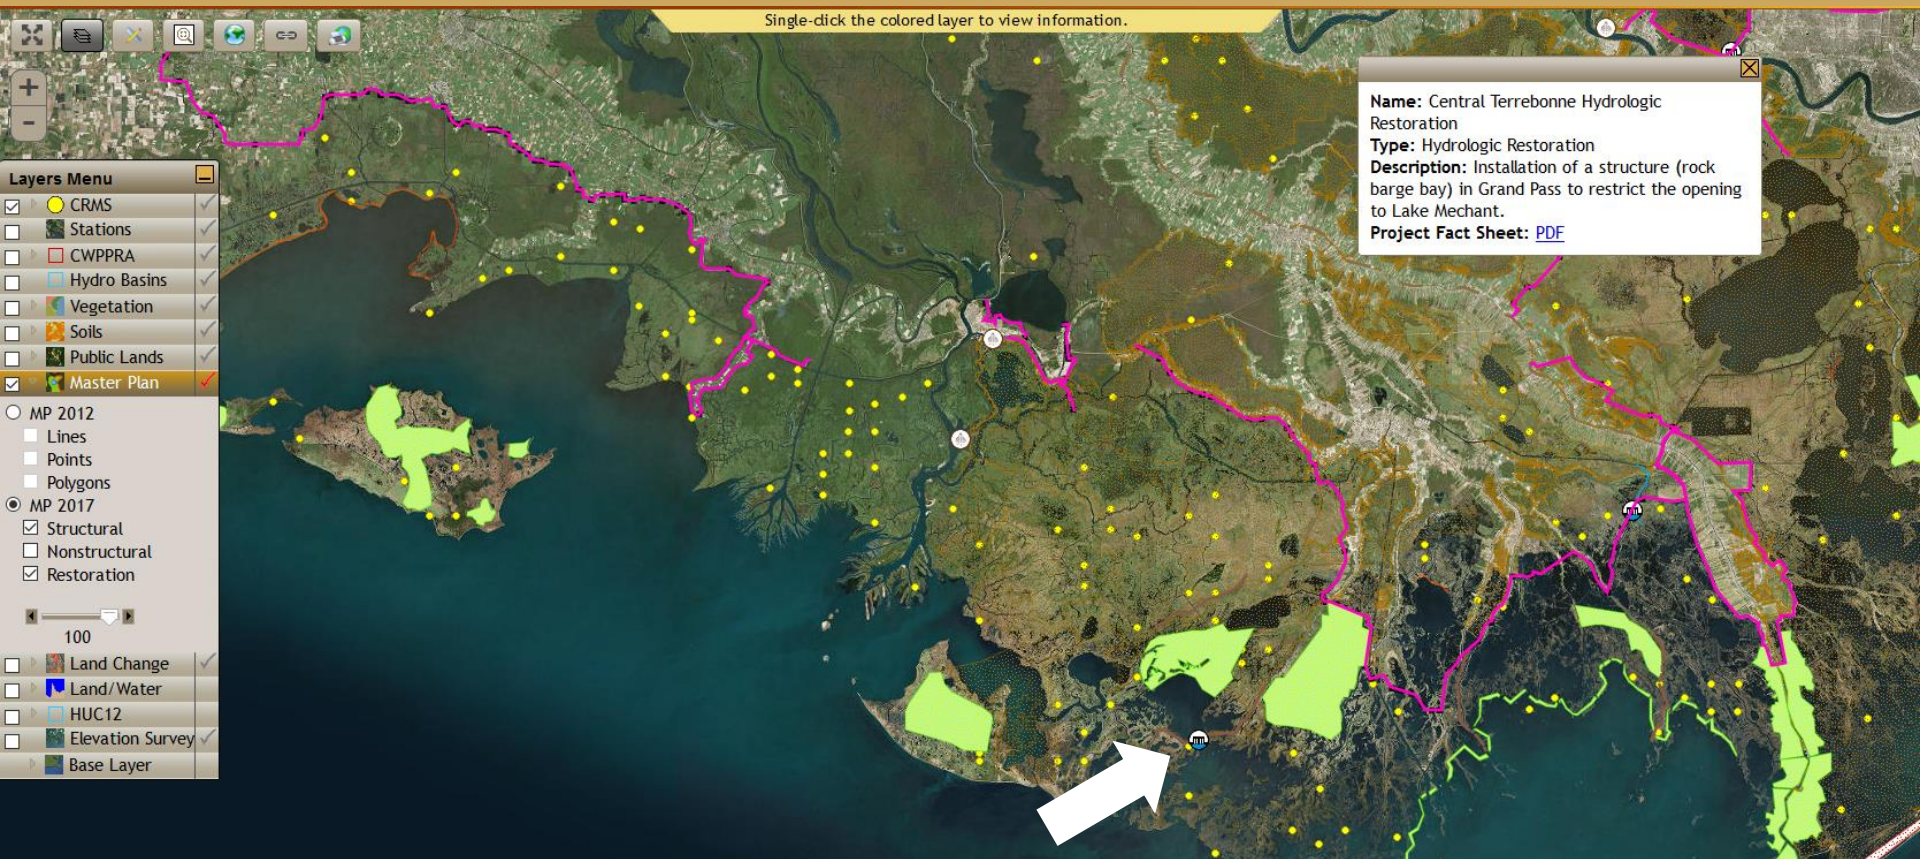 Single-click the colored layer to view information.
Name: Central Terrebonne Hydrologic
Restoration
Type: Hydrologic Restoration
Description: Installation of a structure (rock
barge bay) in Grand Pass to restrict the opening
to Lake Mechant.
Project Fact Sheet: PDF
+
−
Layers Menu
CRMS
Stations
CWPPRA
Hydro Basins
Vegetation
Soils
Public Lands
Master Plan
MP 2012
Lines
Points
Polygons
MP 2017
Structural
Nonstructural
Restoration
100
Land Change
Land/Water
HUC12
Elevation Survey
Base Layer